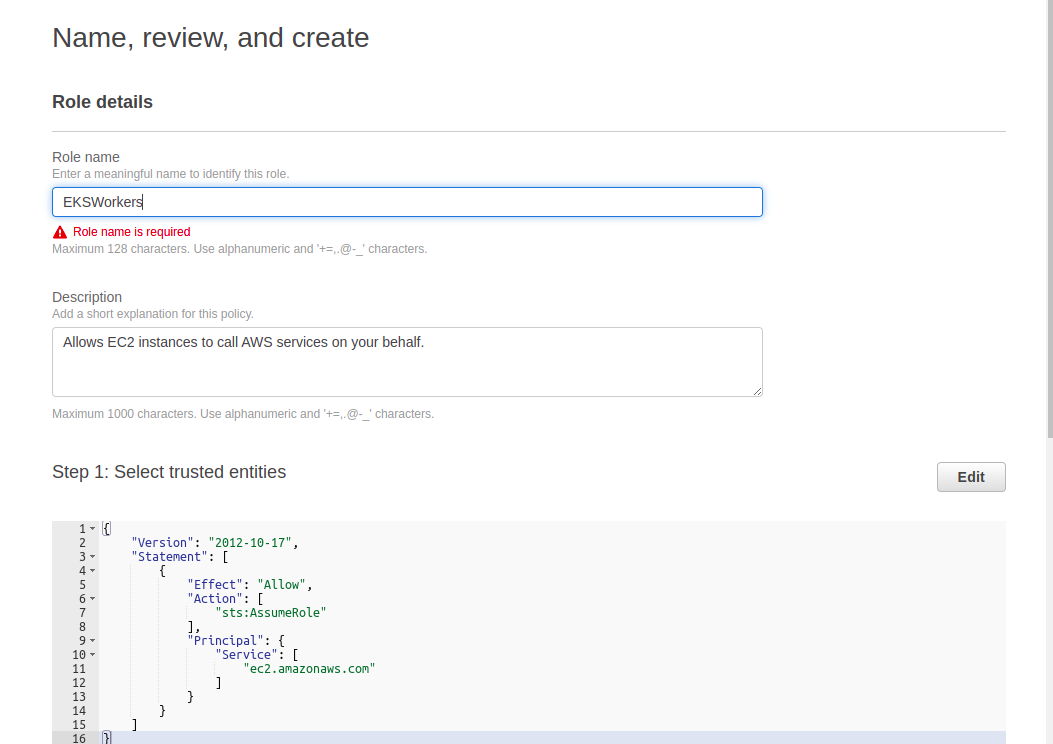 Name, review, and create
Role details
Role name
Enter a meaningful name to identify this role.
EKSWorkers
Role name is required
Maximum 128 characters. Use alphanumeric and '+=,.@-_' characters.
Description
Add a short explanation for this policy.
Allows EC2 instances to call AWS services on your behalf.
Maximum 1000 characters. Use alphanumeric and '+=,.@-_' characters.
Step 1: Select trusted entities
Edit
1 {
2 "Version": "2012-10-17",
3 "Statement": [
4 {
5 "Effect": "Allow",
6 "Action": [
7 "sts:AssumeRole"
8 ],
9 "Principal": {
10 "Service": [
11 "ec2.amazonaws.com"
12 ]
13 }
14 }
15 ]
16 }